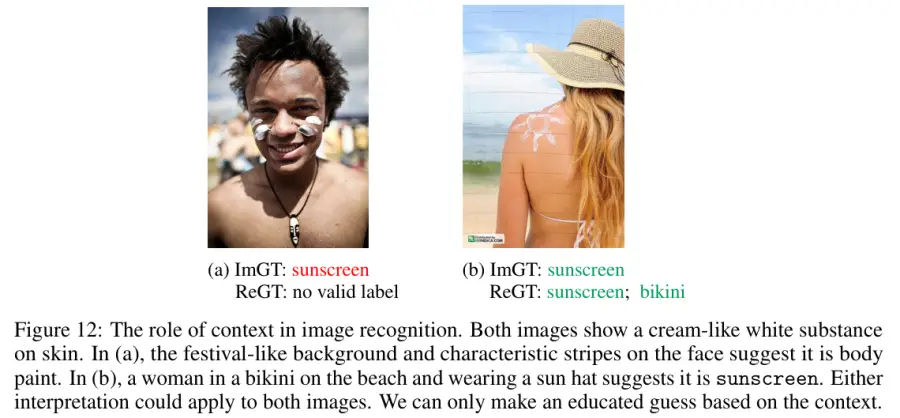 (a) ImGT: sunscreen
ReGT: no valid label
(b) ImGT: sunscreen
ReGT: sunscreen; bikini
Figure 12: The role of context in image recognition. Both images show a cream-like white substance
on skin. In (a), the festival-like background and characteristic stripes on the face suggest it is body
paint. In (b), a woman in a bikini on the beach and wearing a sun hat suggests it is sunscreen. Either
interpretation could apply to both images. We can only make an educated guess based on the context.